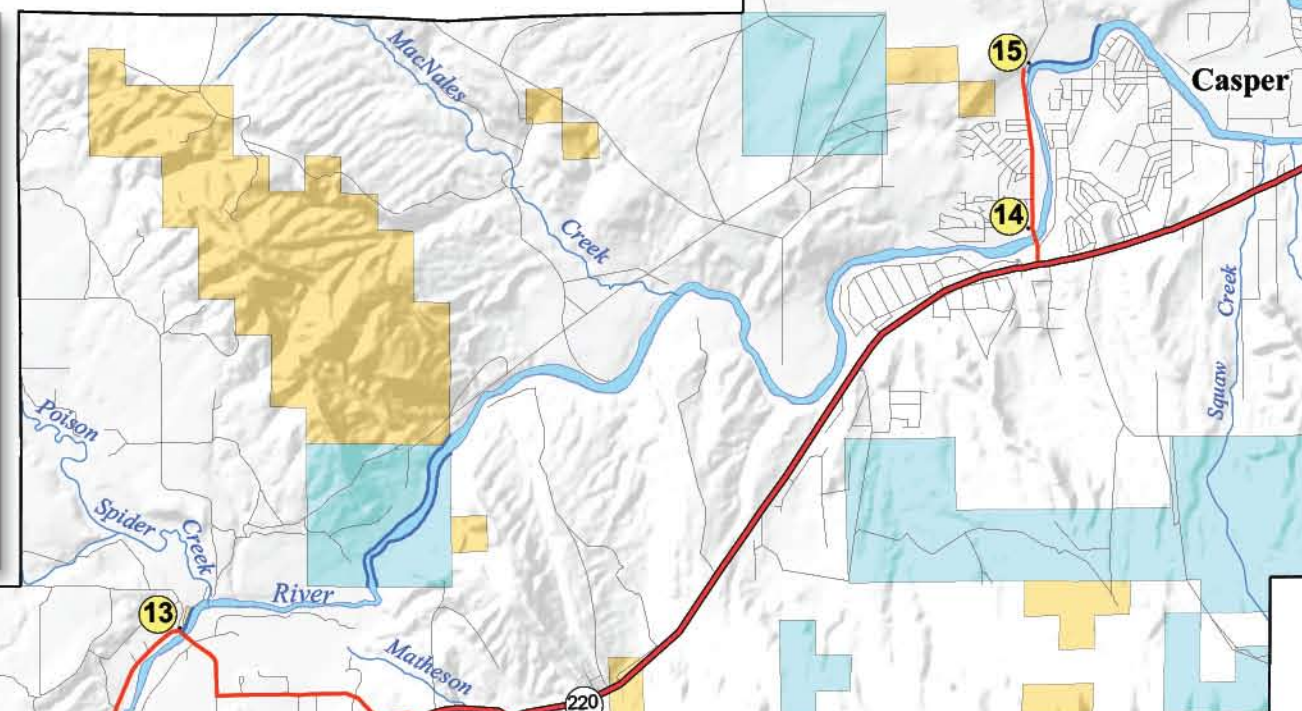 15
Casper
MacNales
14
Creek
Squaw Creek
Poison
Spider
Creek
River
13
Matheson
220